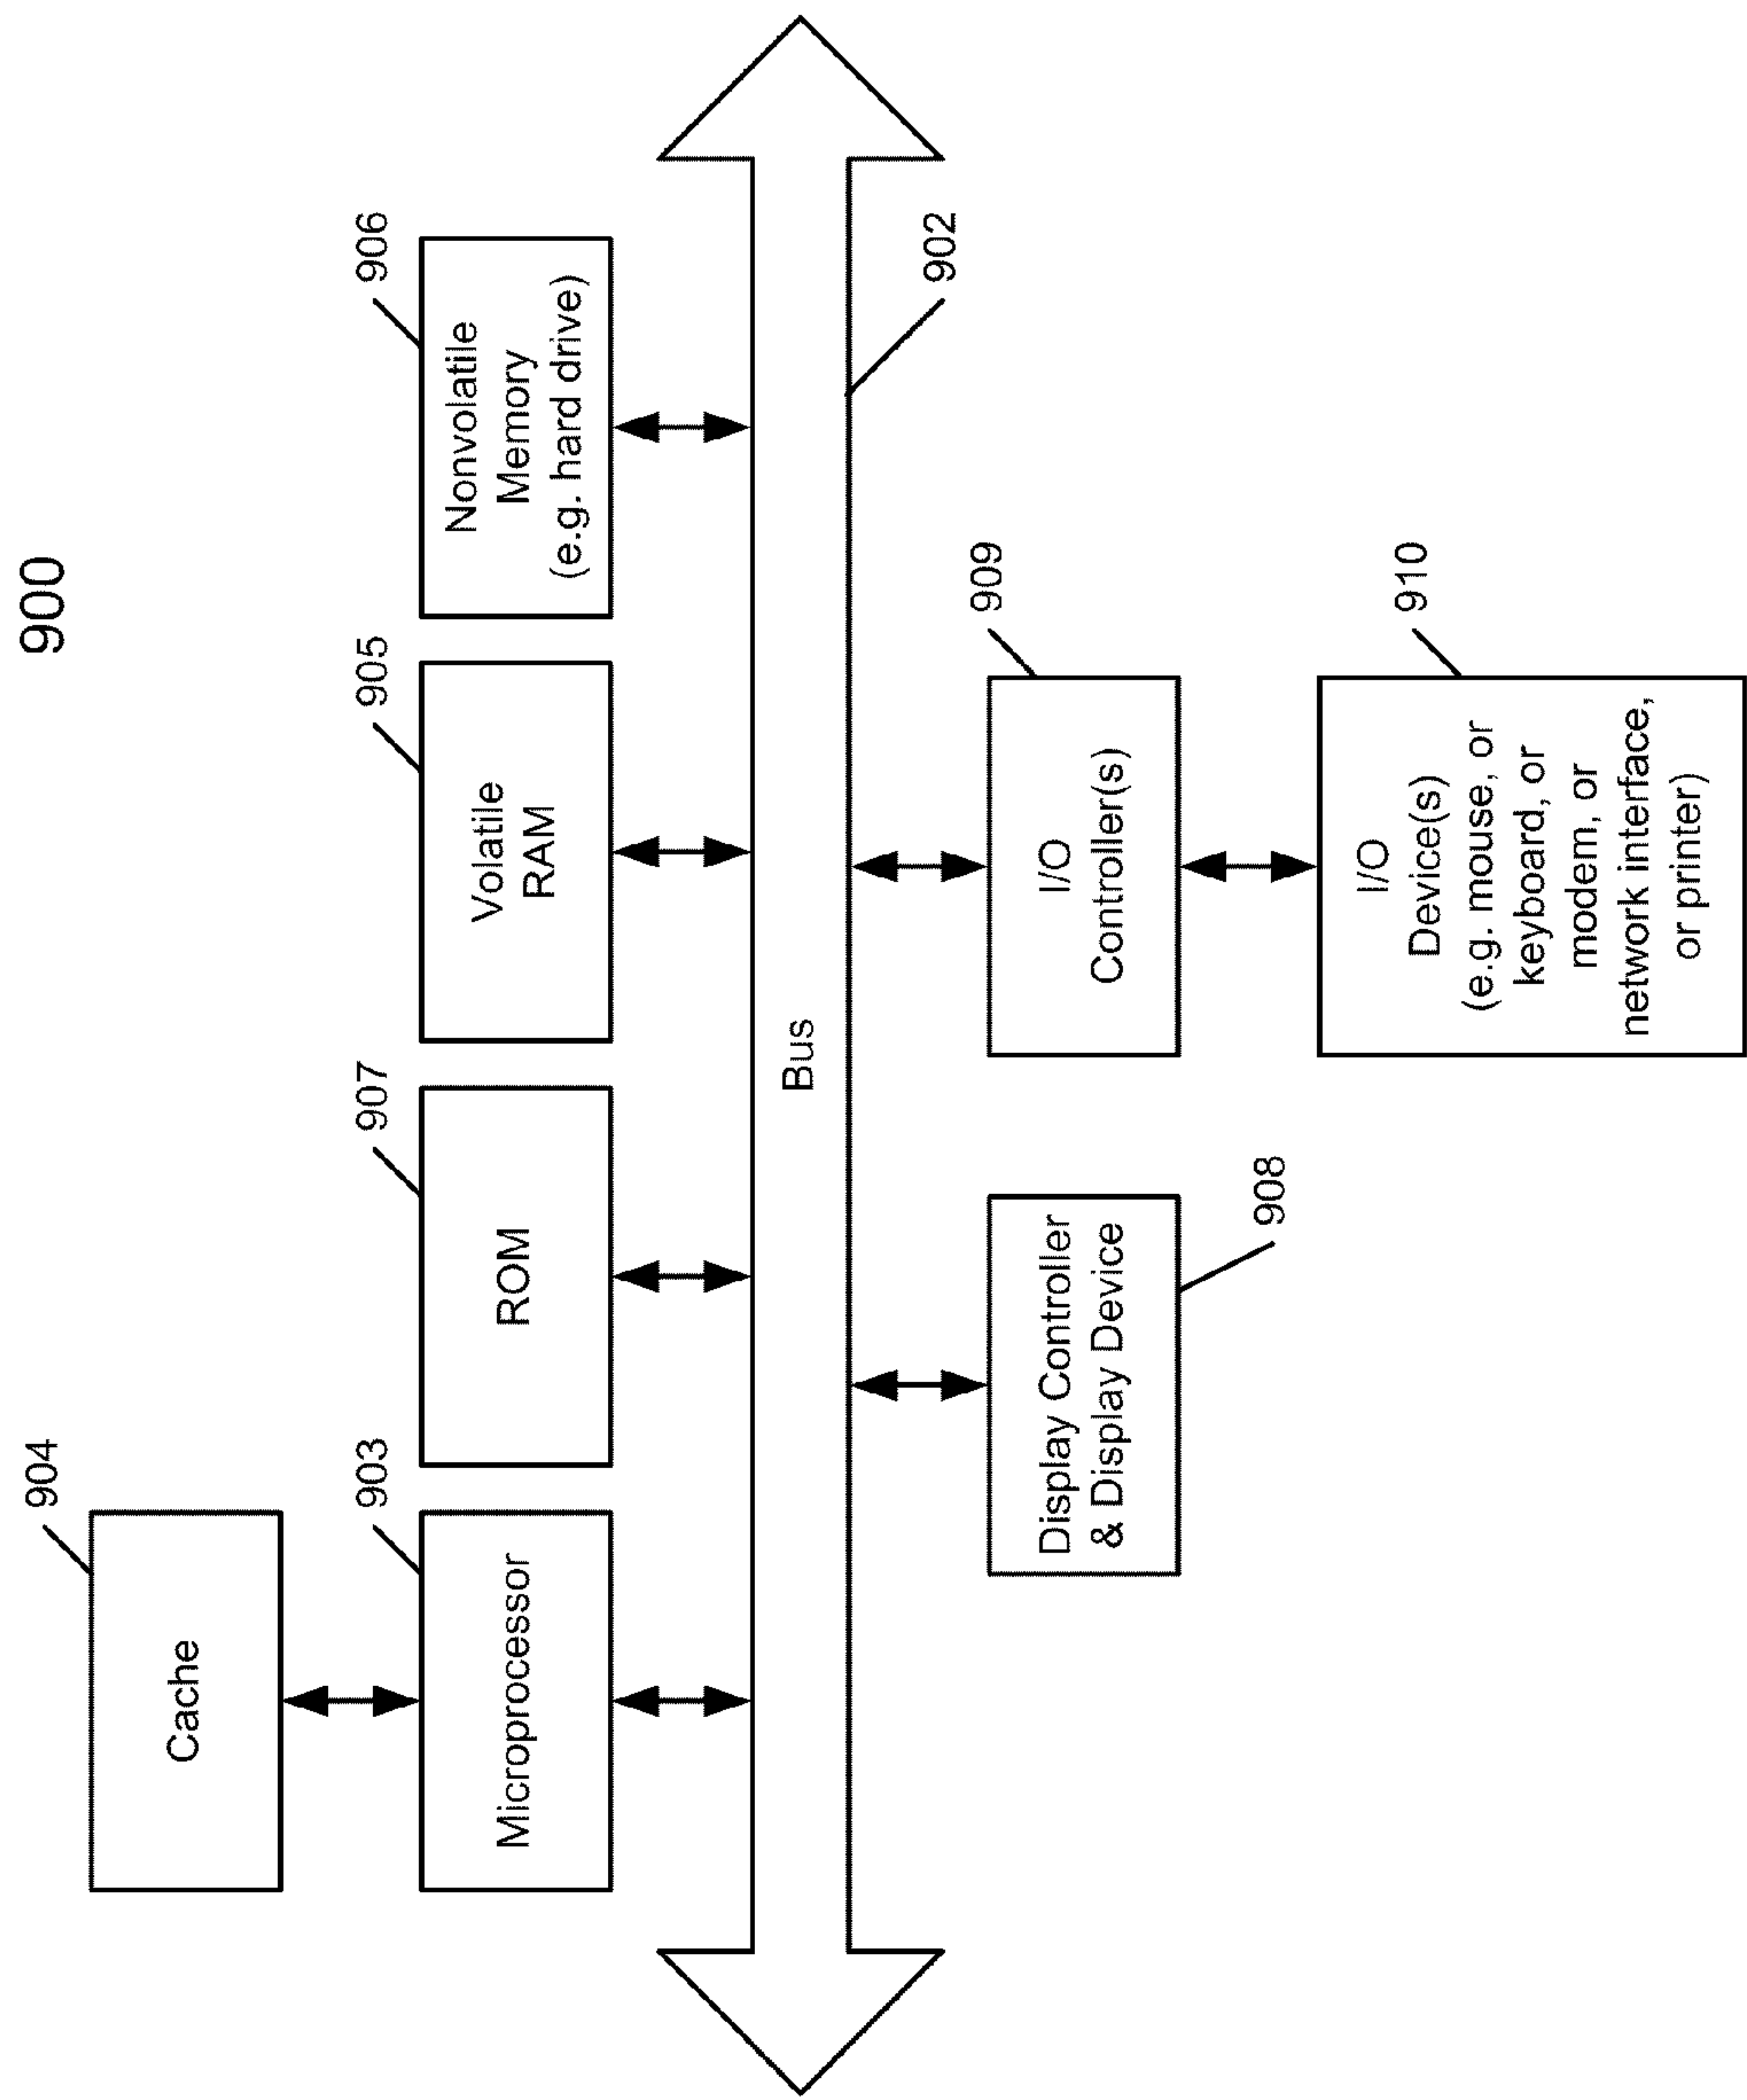 900
904
Cache
903
Microprocessor
907
ROM
905
Volatile
RAM
906
Nonvolatile
Memory
(e.g. hard drive)
Bus
902
Display Controller
& Display Device
908
909
I/O
Controller(s)
910
I/O
Device(s)
(e.g. mouse, or
keyboard, or
modem, or
network interface,
or printer)